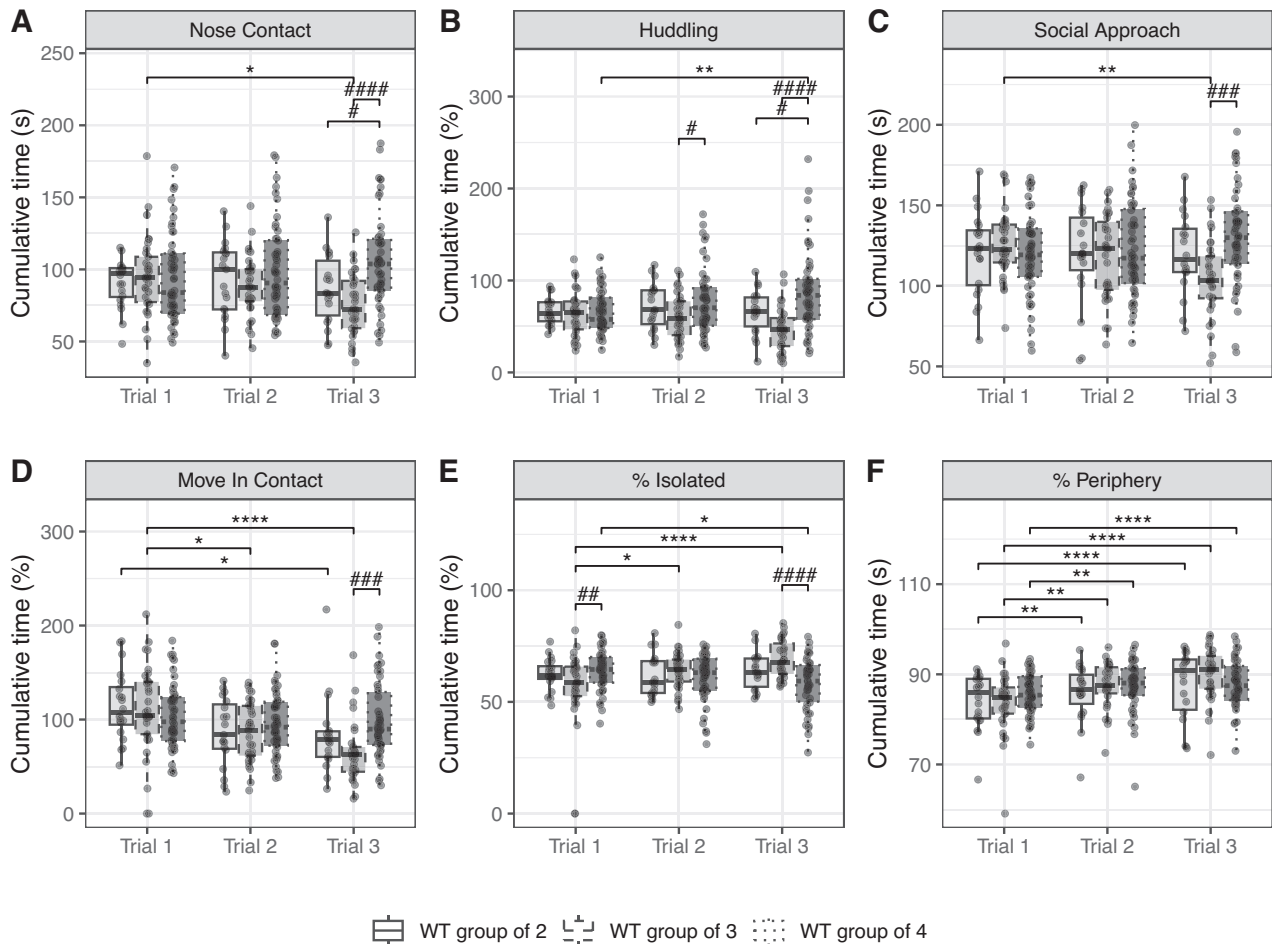 A
Nose Contact
Cumulative time (s)
250
200
150
100
50
*
####
#
Trial 1
Trial 2
Trial 3
B
Huddling
Cumulative time (%)
300
200
100
0
**
####
#
#
Trial 1
Trial 2
Trial 3
C
Social Approach
Cumulative time (s)
200
150
100
50
**
###
Trial 1
Trial 2
Trial 3
D
Move In Contact
Cumulative time (%)
300
200
100
0
****
*
*
###
Trial 1
Trial 2
Trial 3
E
% Isolated
Cumulative time (%)
100
50
0
*
****
*
##
####
Trial 1
Trial 2
Trial 3
F
% Periphery
Cumulative time (s)
110
90
70
****
****
****
**
**
**
Trial 1
Trial 2
Trial 3
WT group of 2 WT group of 3 WT group of 4